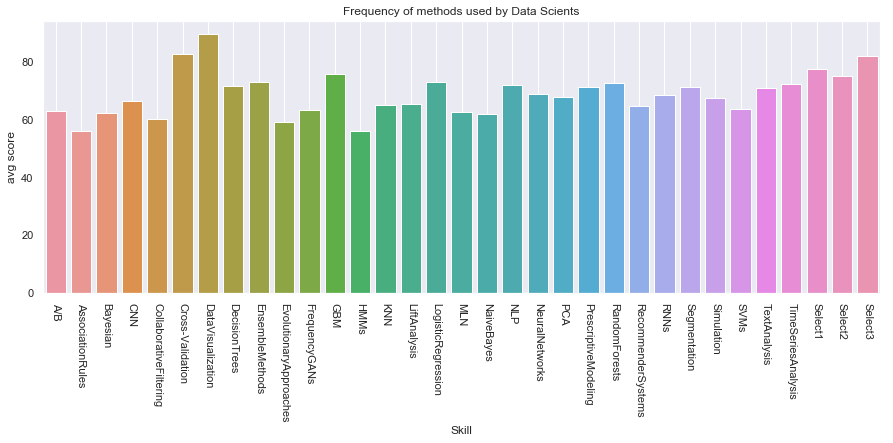 Frequency of methods used by Data Scients
avg score
80
60
40
20
0
A/B
AssociationRules
Bayesian
CNN
CollaborativeFiltering
Cross-Validation
DataVisualization
DecisionTrees
EnsembleMethods
EvolutionaryApproaches
FrequencyGANs
GBM
HMMs
KNN
LiftAnalysis
LogisticRegression
MLN
NaiveBayes
NLP
NeuralNetworks
PCA
PrescriptiveModeling
RandomForests
RecommenderSystems
RNNs
Segmentation
Simulation
SVMs
TextAnalysis
TimeSeriesAnalysis
Select1
Select2
Select3
Skill